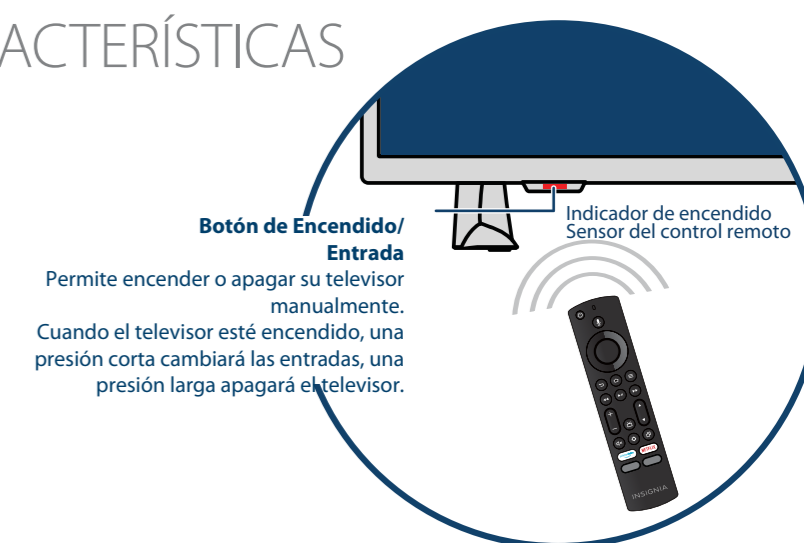 ACTERÍSTICAS
Botón de Encendido/
Entrada
Permite encender o apagar su televisor
manualmente.
Cuando el televisor esté encendido, una
presión corta cambiará las entradas, una
presión larga apagará el televisor.
Indicador de encendido
Sensor del control remoto
NETFLIX
INSIGNIA